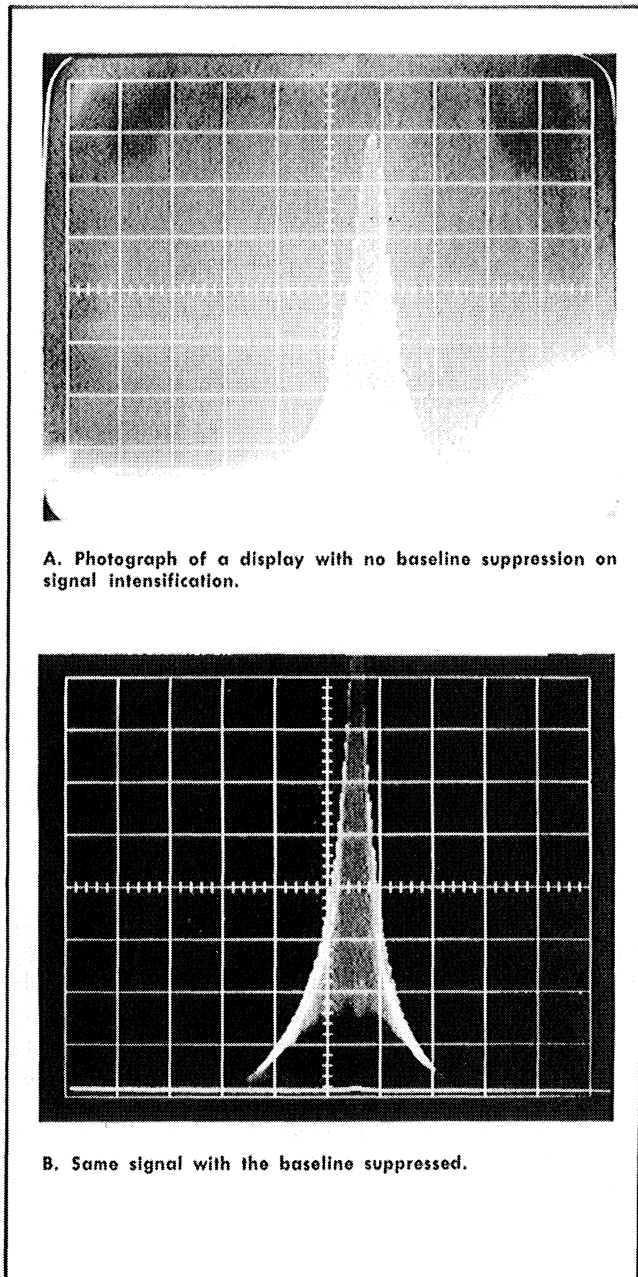 A. Photograph of a display with no baseline suppression on
signal intensification.
B. Same signal with the baseline suppressed.